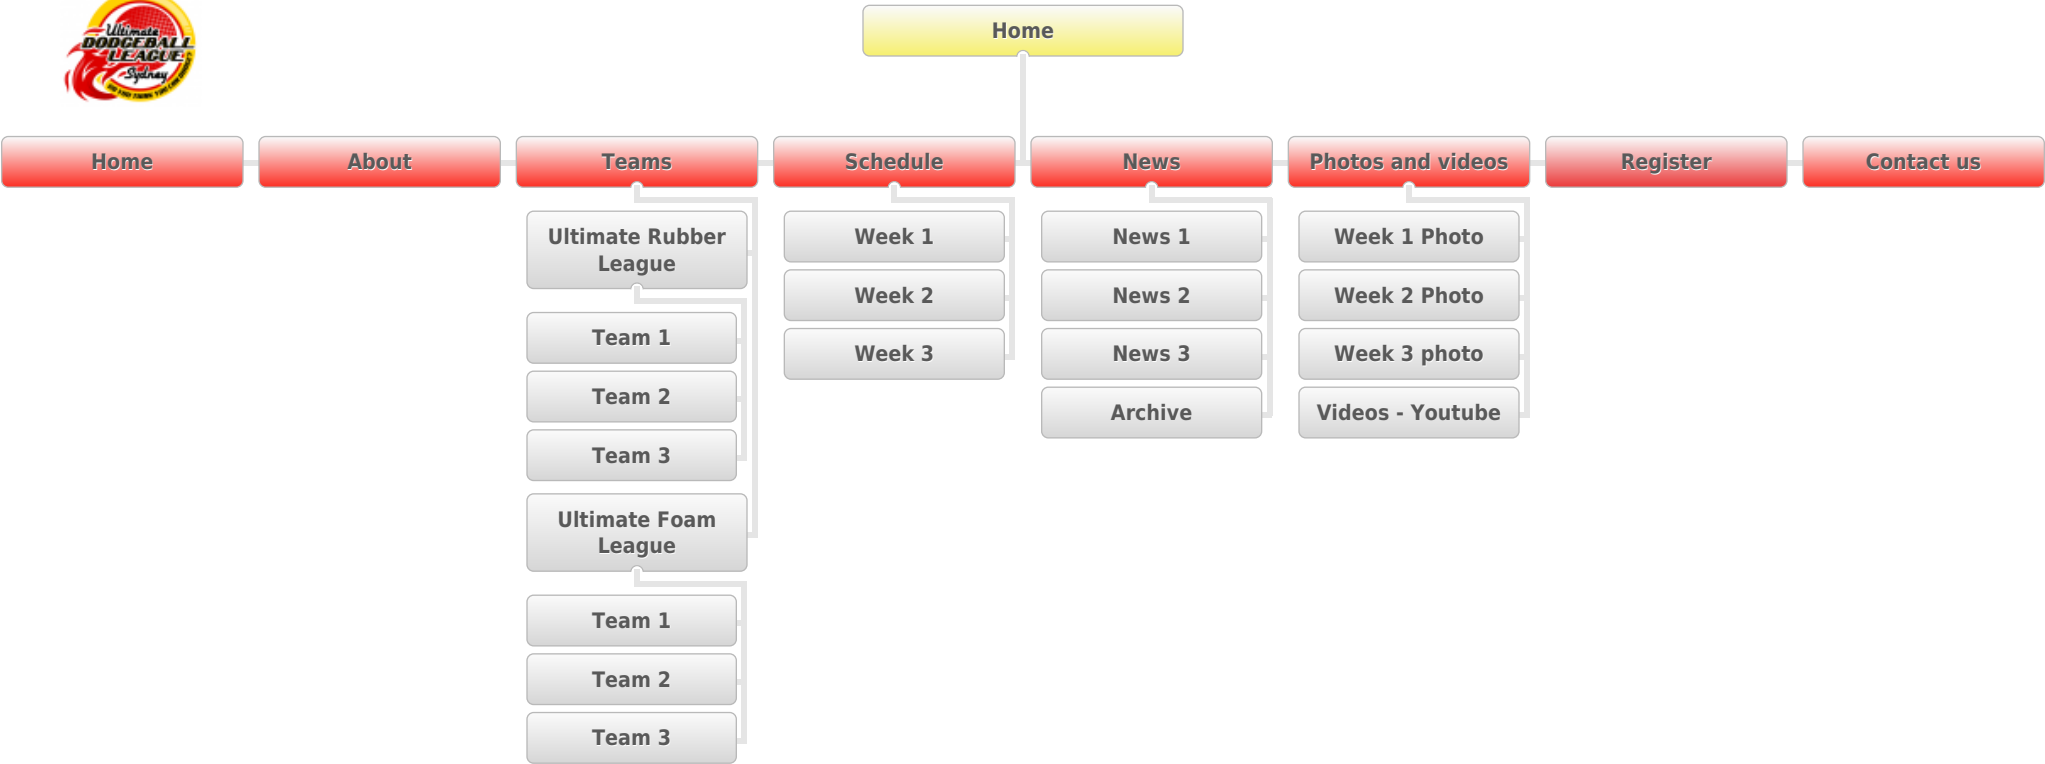 Ultimate
DODGEBALL
LEAGUE
Sydney
Home
Home
About
Teams
Schedule
News
Photos and videos
Register
Contact us
Ultimate Rubber
League
Team 1
Team 2
Team 3
Ultimate Foam
League
Team 1
Team 2
Team 3
Week 1
Week 2
Week 3
News 1
News 2
News 3
Archive
Week 1 Photo
Week 2 Photo
Week 3 photo
Videos - Youtube